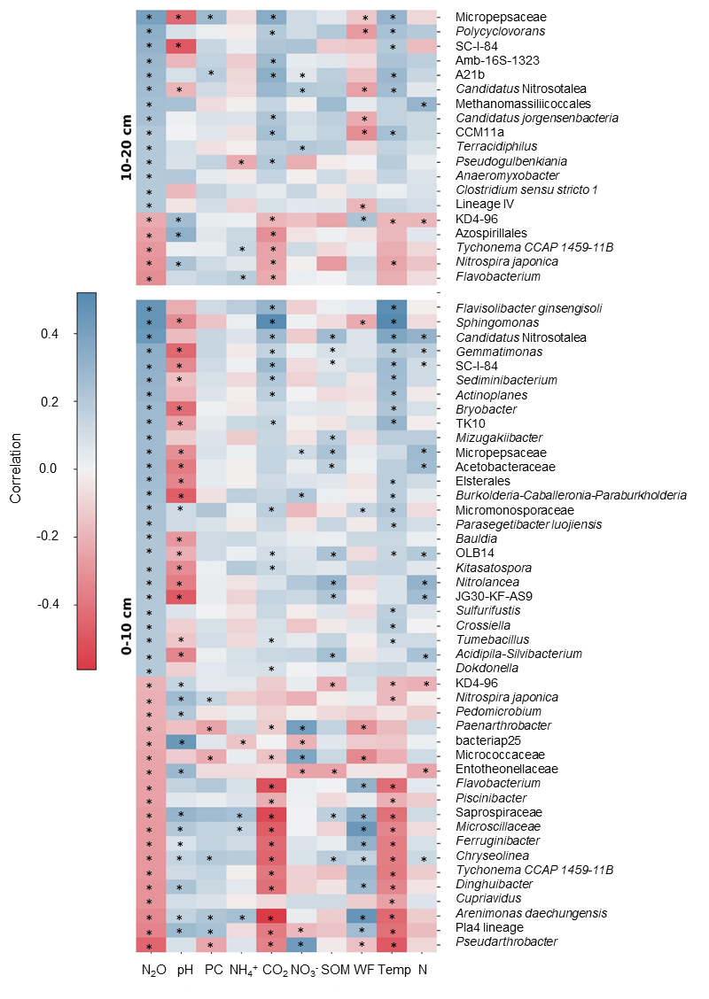 10-20 cm
Micropepsaceae
Polycyclovorans
SC-I-84
Amb-16S-1323
A21b
Candidatus Nitrosotalea
Methanomassiliicoccales
Candidatus jorgensenbacteria
CCM11a
Terracidiphilus
Pseudogulbenkiania
Anaeromyxobacter
Clostridium sensu stricto 1
Lineage IV
KD4-96
Azospirillales
Tychonema CCAP 1459-11B
Nitrospira japonica
Flavobacterium
Correlation
0.4
0.2
0.0
-0.2
-0.4
0-10 cm
Flavisolibacter ginsengisoli
Sphingomonas
Candidatus Nitrosotalea
Gemmatimonas
SC-I-84
Sediminibacterium
Actinoplanes
Bryobacter
TK10
Mizugakiibacter
Micropepsaceae
Acetobacteraceae
Elsterales
Burkolderia-Caballeronia-Paraburkholderia
Micromonosporaceae
Parasegetibacter luojiensis
Bauldia
OLB14
Kitasatospora
Nitrolancea
JG30-KF-AS9
Sulfurifustis
Crossiella
Tumebacillus
Acidipila-Silvibacterium
Dokdonella
KD4-96
Nitrospira japonica
Pedomicrobium
Paenarthrobacter
bacteriap25
Micrococcaceae
Entotheonellaceae
Flavobacterium
Piscinibacter
Saprospiraceae
Microscillaceae
Ferruginibacter
Chryseolinea
Tychonema CCAP 1459-11B
Dinghuibacter
Cupriavidus
Arenimonas daechungensis
Pla4 lineage
Pseudarthrobacter
N₂O pH PC NH₄⁺ CO₂ NO₃⁻ SOM WF Temp N